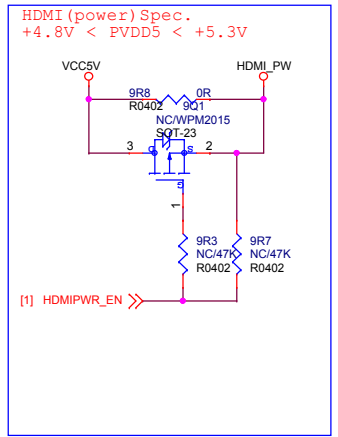 HDMI(power)Spec.
+4.8V < PVDD5 < +5.3V
VCC5V
HDMI_PW
9R8 0R
R0402 9Q1
NC/WPM2015
SOT-23
3 D S 2
G
1
9R3 9R7
NC/47K NC/47K
R0402 R0402
[1] HDMIPWR_EN